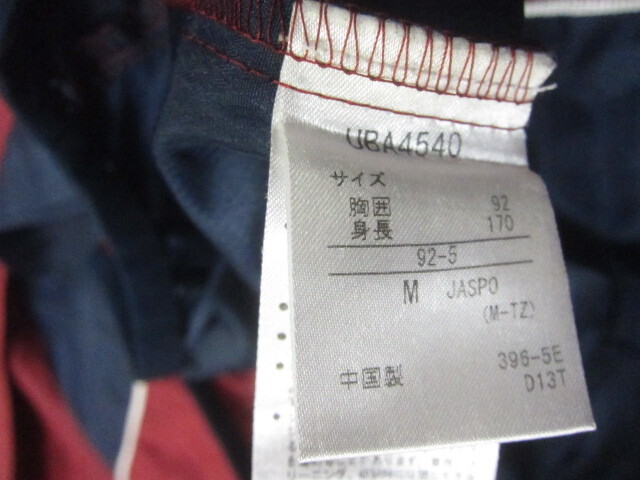 UBA4540
サイズ
胸囲 92
身長 170
92-5
M JASPO
(M-TZ)
396-5E
中国製 D13T